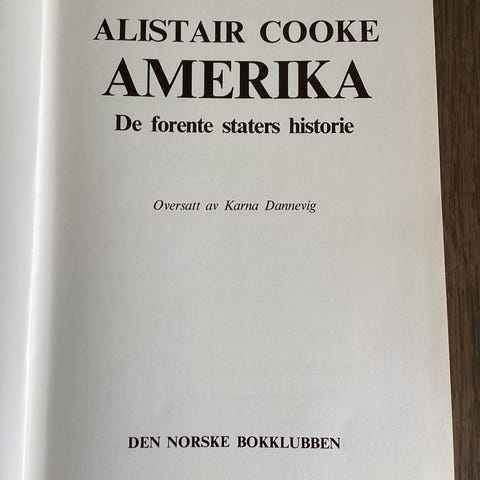 ALISTAIR COOKE
AMERIKA
De forente staters historie
Oversatt av Karna Dannevig
DEN NORSKE BOKKLUBBEN